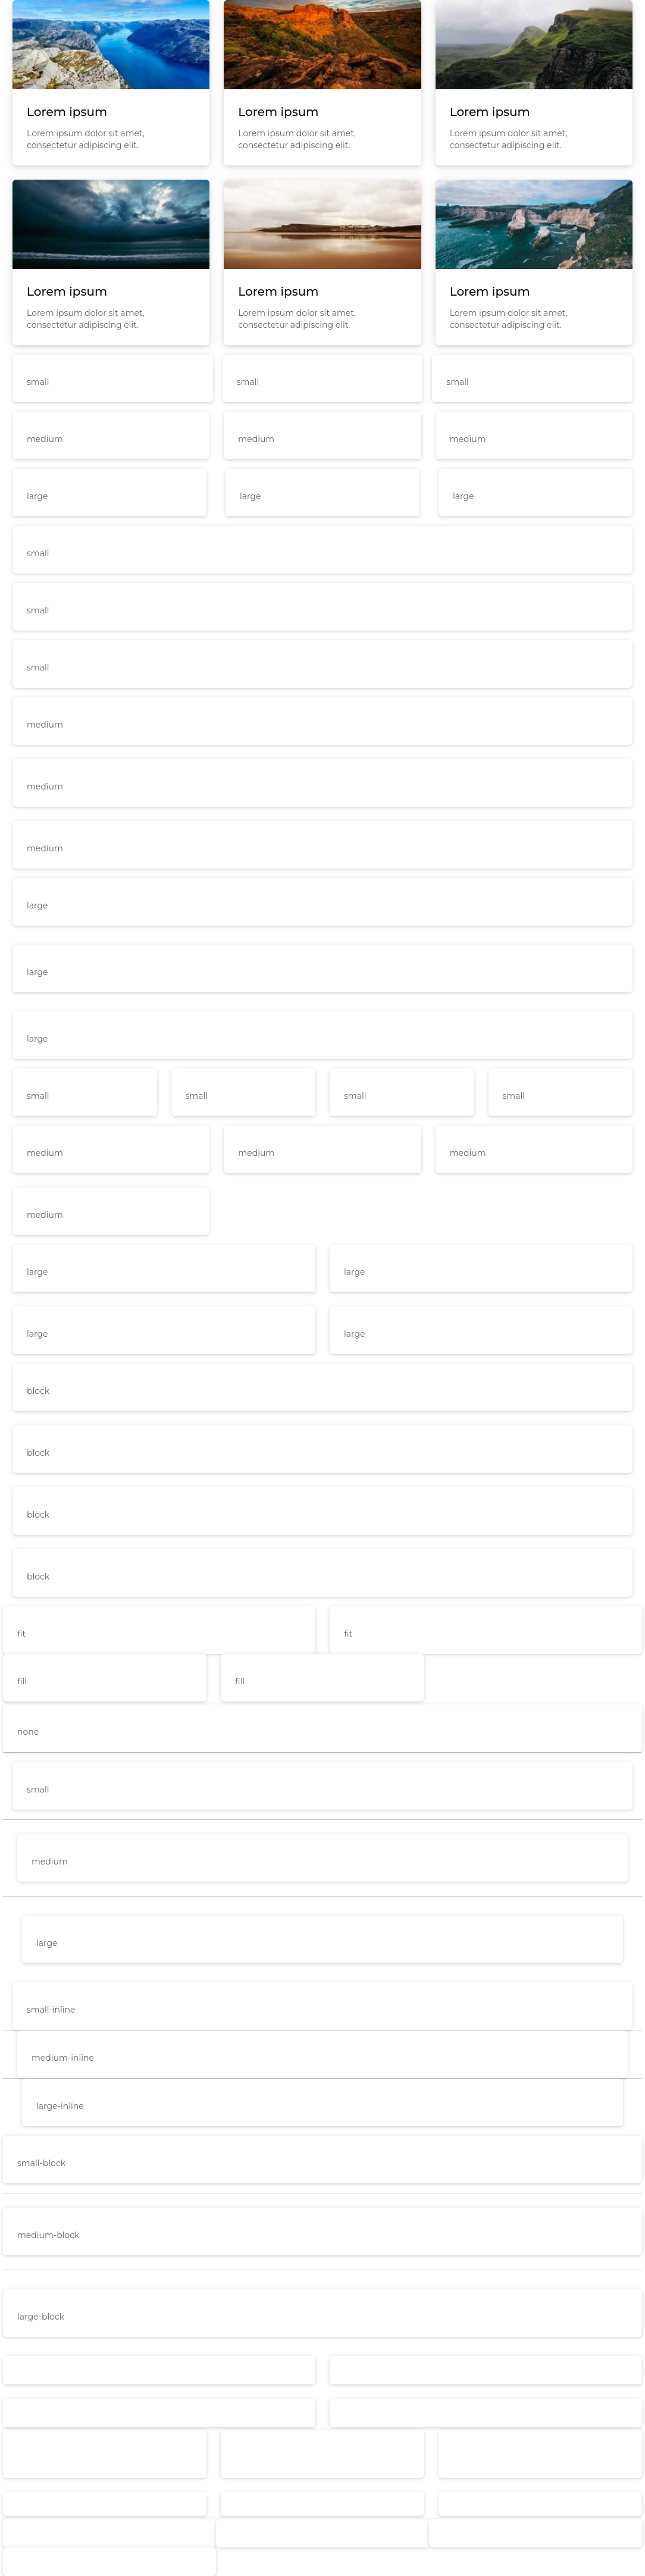 Lorem ipsum
Lorem ipsum dolor sit amet,
consectetur adipiscing elit.
Lorem ipsum
Lorem ipsum dolor sit amet,
consectetur adipiscing elit.
Lorem ipsum
Lorem ipsum dolor sit amet,
consectetur adipiscing elit.
Lorem ipsum
Lorem ipsum dolor sit amet,
consectetur adipiscing elit.
Lorem ipsum
Lorem ipsum dolor sit amet,
consectetur adipiscing elit.
Lorem ipsum
Lorem ipsum dolor sit amet,
consectetur adipiscing elit.
small
small
small
medium
medium
medium
large
large
large
small
small
small
medium
medium
medium
large
large
large
small
small
small
small
medium
medium
medium
medium
large
large
large
large
block
block
block
block
fit
fit
fill
fill
none
small
medium
large
small-inline
medium-inline
large-inline
small-block
medium-block
large-block